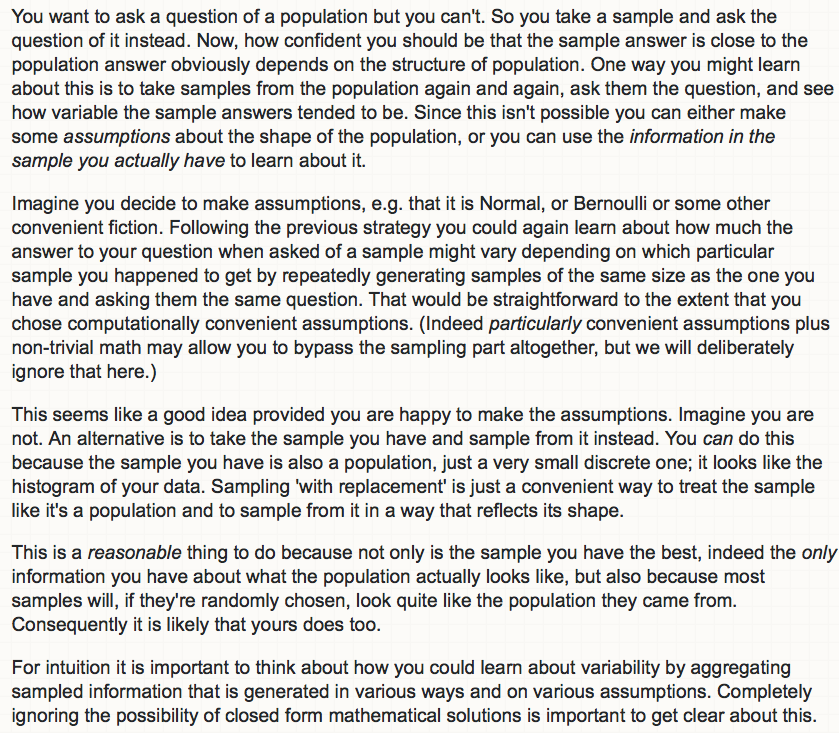 You want to ask a question of a population but you can't. So you take a sample and ask the
question of it instead. Now, how confident you should be that the sample answer is close to the
population answer obviously depends on the structure of population. One way you might learn
about this is to take samples from the population again and again, ask them the question, and see
how variable the sample answers tended to be. Since this isn't possible you can either make
some assumptions about the shape of the population, or you can use the information in the
sample you actually have to learn about it.
Imagine you decide to make assumptions, e.g. that it is Normal, or Bernoulli or some other
convenient fiction. Following the previous strategy you could again learn about how much the
answer to your question when asked of a sample might vary depending on which particular
sample you happened to get by repeatedly generating samples of the same size as the one you
have and asking them the same question. That would be straightforward to the extent that you
chose computationally convenient assumptions. (Indeed particularly convenient assumptions plus
non-trivial math may allow you to bypass the sampling part altogether, but we will deliberately
ignore that here.)
This seems like a good idea provided you are happy to make the assumptions. Imagine you are
not. An alternative is to take the sample you have and sample from it instead. You can do this
because the sample you have is also a population, just a very small discrete one; it looks like the
histogram of your data. Sampling 'with replacement' is just a convenient way to treat the sample
like it's a population and to sample from it in a way that reflects its shape.
This is a reasonable thing to do because not only is the sample you have the best, indeed the only
information you have about what the population actually looks like, but also because most
samples will, if they're randomly chosen, look quite like the population they came from.
Consequently it is likely that yours does too.
For intuition it is important to think about how you could learn about variability by aggregating
sampled information that is generated in various ways and on various assumptions. Completely
ignoring the possibility of closed form mathematical solutions is important to get clear about this.